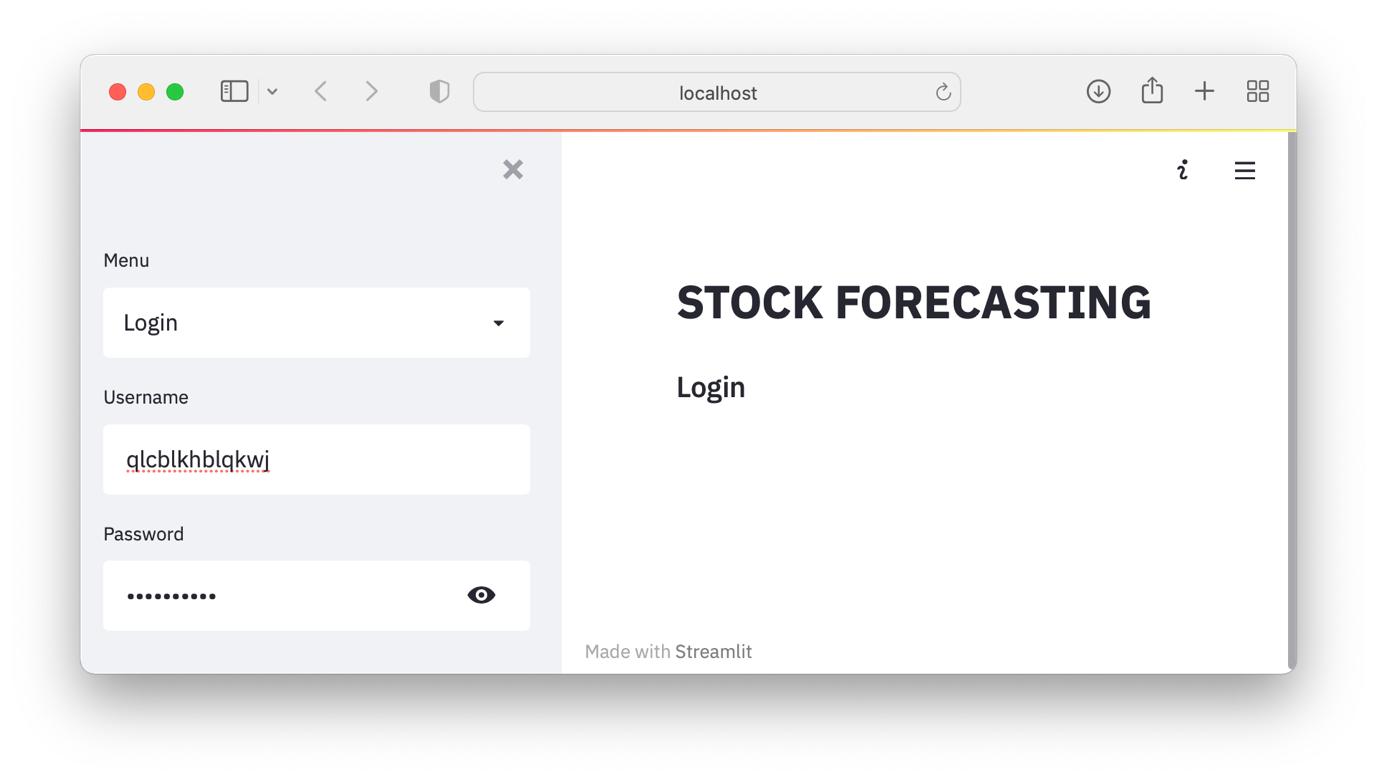 localhost
Menu
Login
Username
qlcblkhblqkwj
Password
STOCK FORECASTING
Login
Made with Streamlit